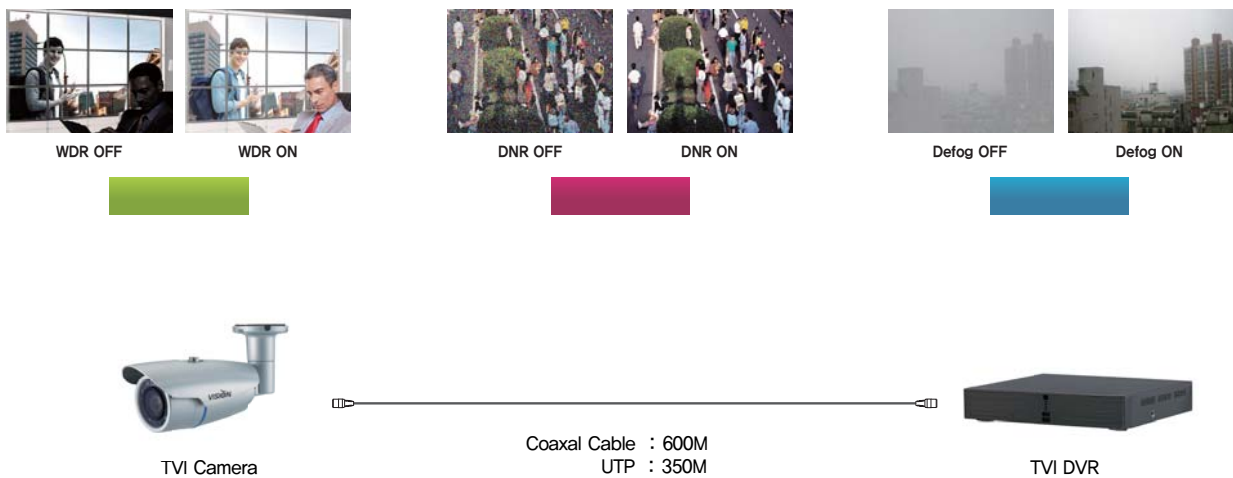 WDR OFF
WDR ON
DNR OFF
DNR ON
Defog OFF
Defog ON
VISION
TVI Camera
Coaxal Cable : 600M
UTP : 350M
TVI DVR